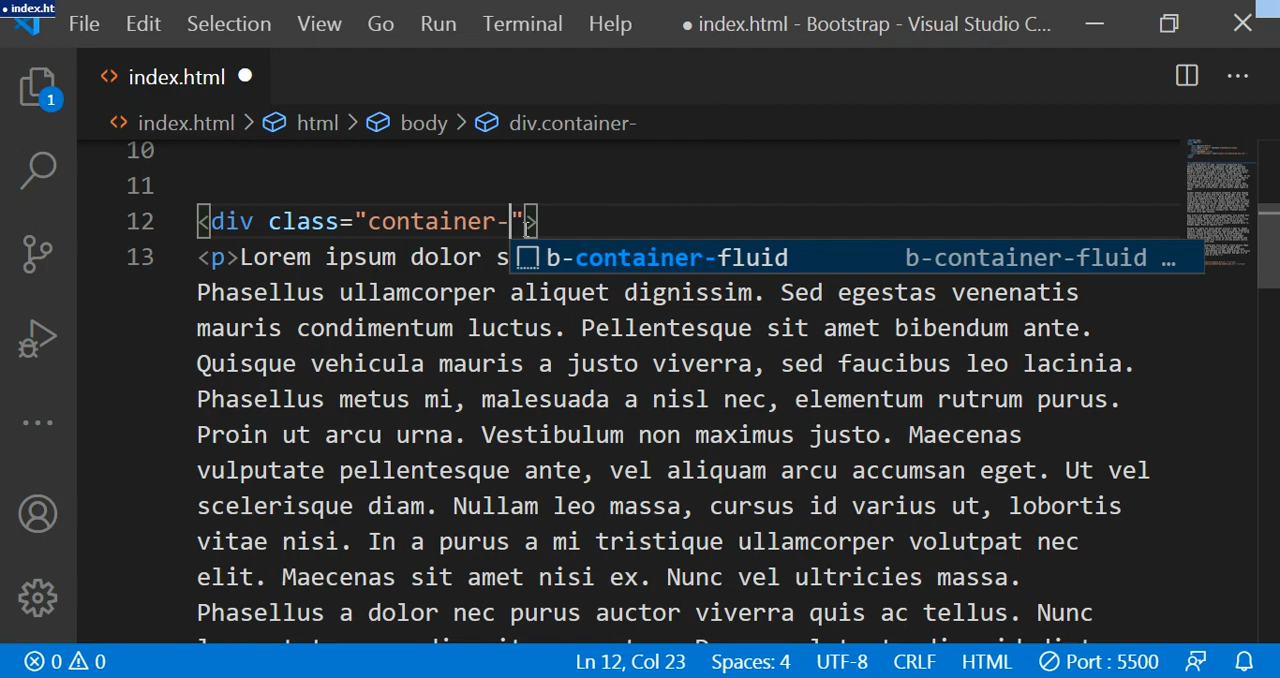 ● index.ht
File Edit Selection View Go Run Terminal Help ● index.html - Bootstrap - Visual Studio C...
1
<> index.html ●
<> index.html > html > body > div.container-
10
11
12 <div class="container-">
13 <p>Lorem ipsum dolor s
b-container-fluid b-container-fluid ...
Phasellus ullamcorper aliquet dignissim. Sed egestas venenatis
mauris condimentum luctus. Pellentesque sit amet bibendum ante.
Quisque vehicula mauris a justo viverra, sed faucibus leo lacinia.
Phasellus metus mi, malesuada a nisl nec, elementum rutrum purus.
Proin ut arcu urna. Vestibulum non maximus justo. Maecenas
vulputate pellentesque ante, vel aliquam arcu accumsan eget. Ut vel
scelerisque diam. Nullam leo massa, cursus id varius ut, lobortis
vitae nisi. In a purus a mi tristique ullamcorper volutpat nec
elit. Maecenas sit amet nisi ex. Nunc vel ultricies massa.
Phasellus a dolor nec purus auctor viverra quis ac tellus. Nunc
0 0 Ln 12, Col 23 Spaces: 4 UTF-8 CRLF HTML Port : 5500